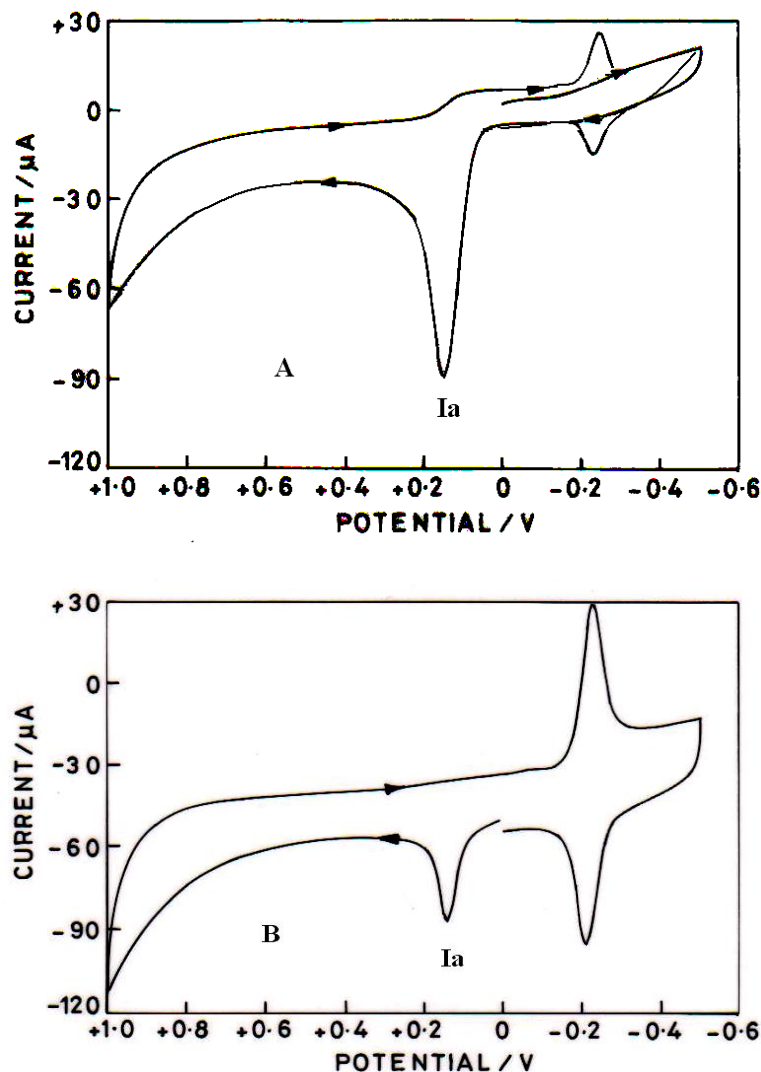 +30
0
-30
-60
-90
-120
CURRENT/μA
A
Ia
+1·0 +0·8 +0·6 +0·4 +0·2 0 -0·2 -0·4 -0·6
POTENTIAL/V
+30
0
-30
-60
-90
-120
CURRENT/μA
B
Ia
+1·0 +0·8 +0·6 +0·4 +0·2 0 -0·2 -0·4 -0·6
POTENTIAL/V